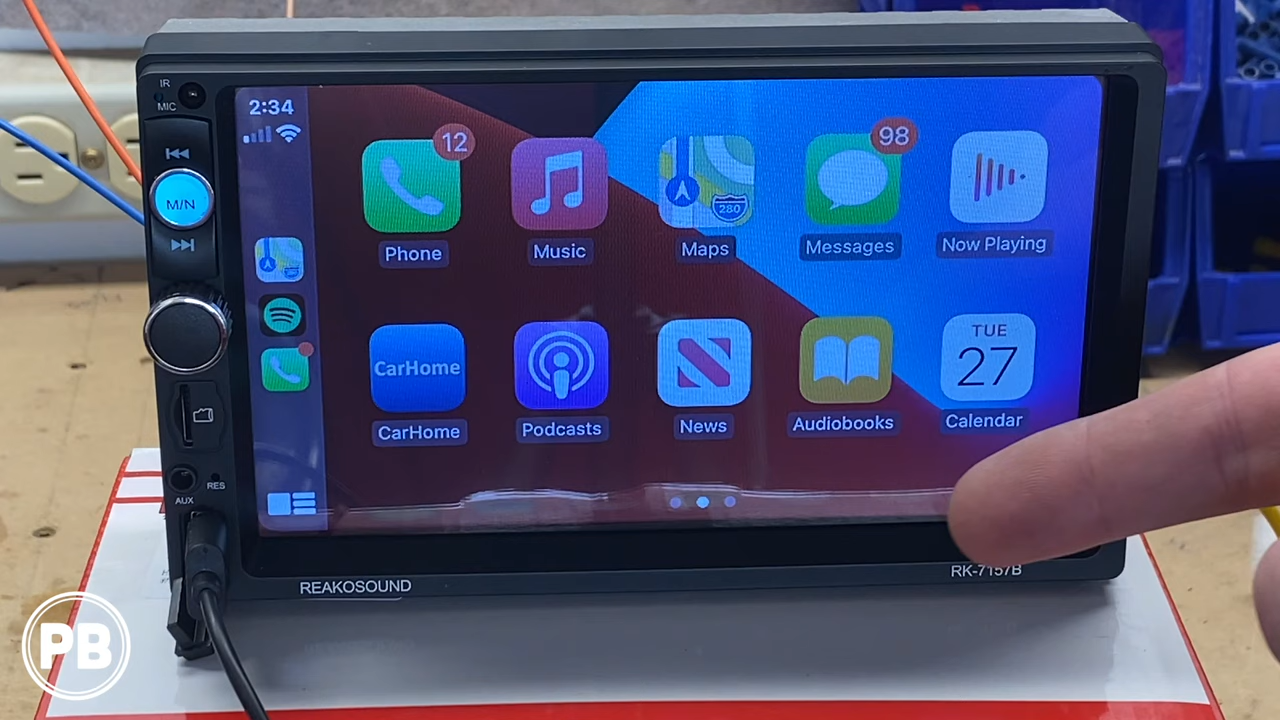 IR
MIC
M/N
AUX
RES
2:34
12
98
280
Phone
Music
Maps
Messages
Now Playing
CarHome
TUE
27
CarHome
Podcasts
News
Audiobooks
Calendar
REAKOSOUND
RK-7157B
PB